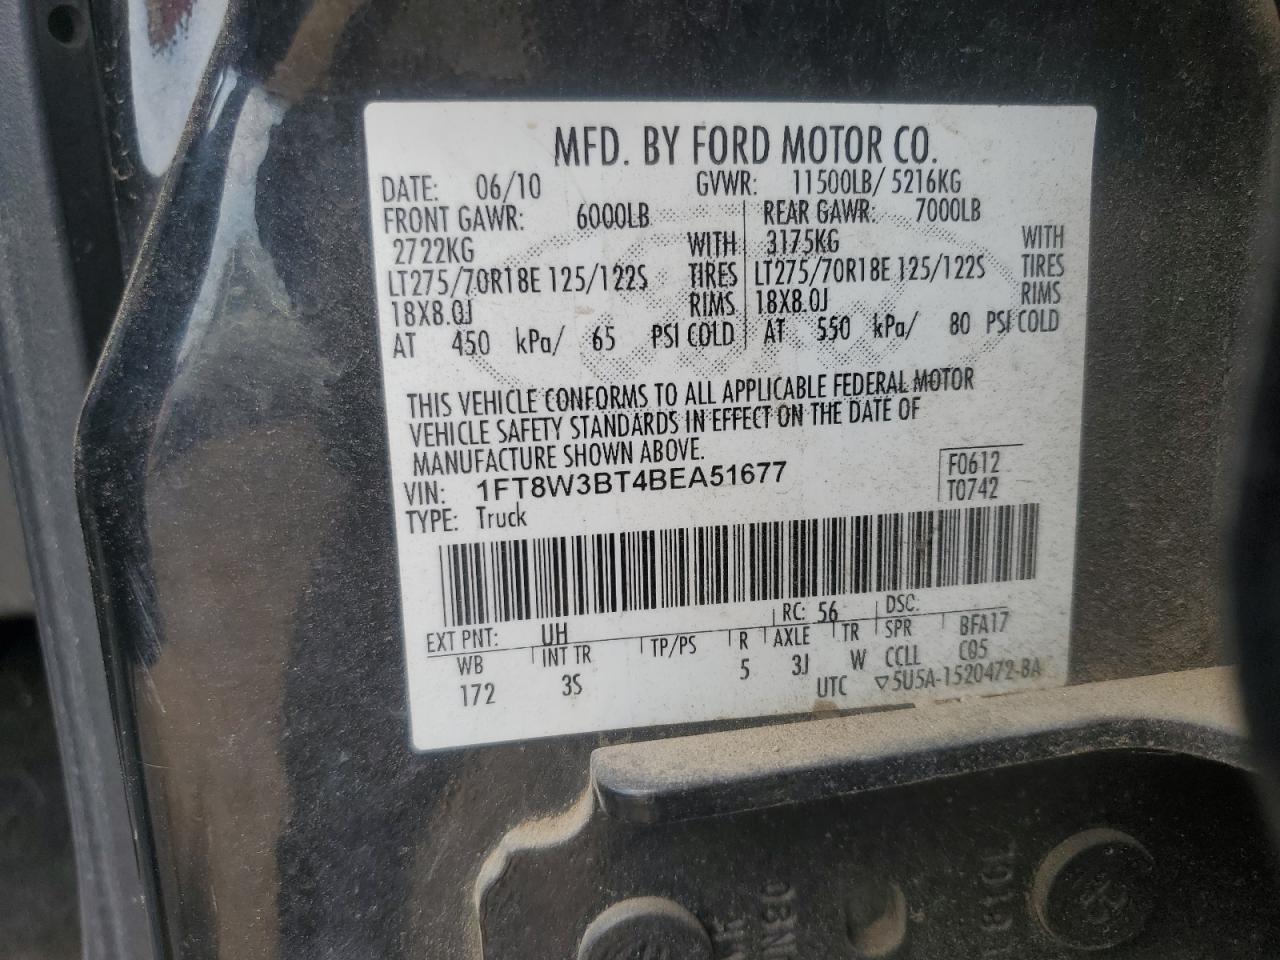 MFD. BY FORD MOTOR CO.
DATE: 06/10 GVWR: 11500LB/ 5216KG
FRONT GAWR: 6000LB REAR GAWR: 7000LB
2722KG WITH 3175KG WITH
LT275/70R18E 125/122S TIRES LT275/70R18E 125/122S TIRES
18X8.0J RIMS 18X8.0J RIMS
AT 450 kPa/ 65 PSI COLD AT 550 kPa/ 80 PSI COLD
THIS VEHICLE CONFORMS TO ALL APPLICABLE FEDERAL MOTOR
VEHICLE SAFETY STANDARDS IN EFFECT ON THE DATE OF
MANUFACTURE SHOWN ABOVE.
VIN: 1FT8W3BT4BEA51677 F0612
TYPE: Truck T0742
EXT PNT: UH RC: 56 DSC:
WB INT TR TP/PS R AXLE TR SPR BFA17
172 3S 5 3J W CCLL C05
UTC ▽5U5A-1520472-BA